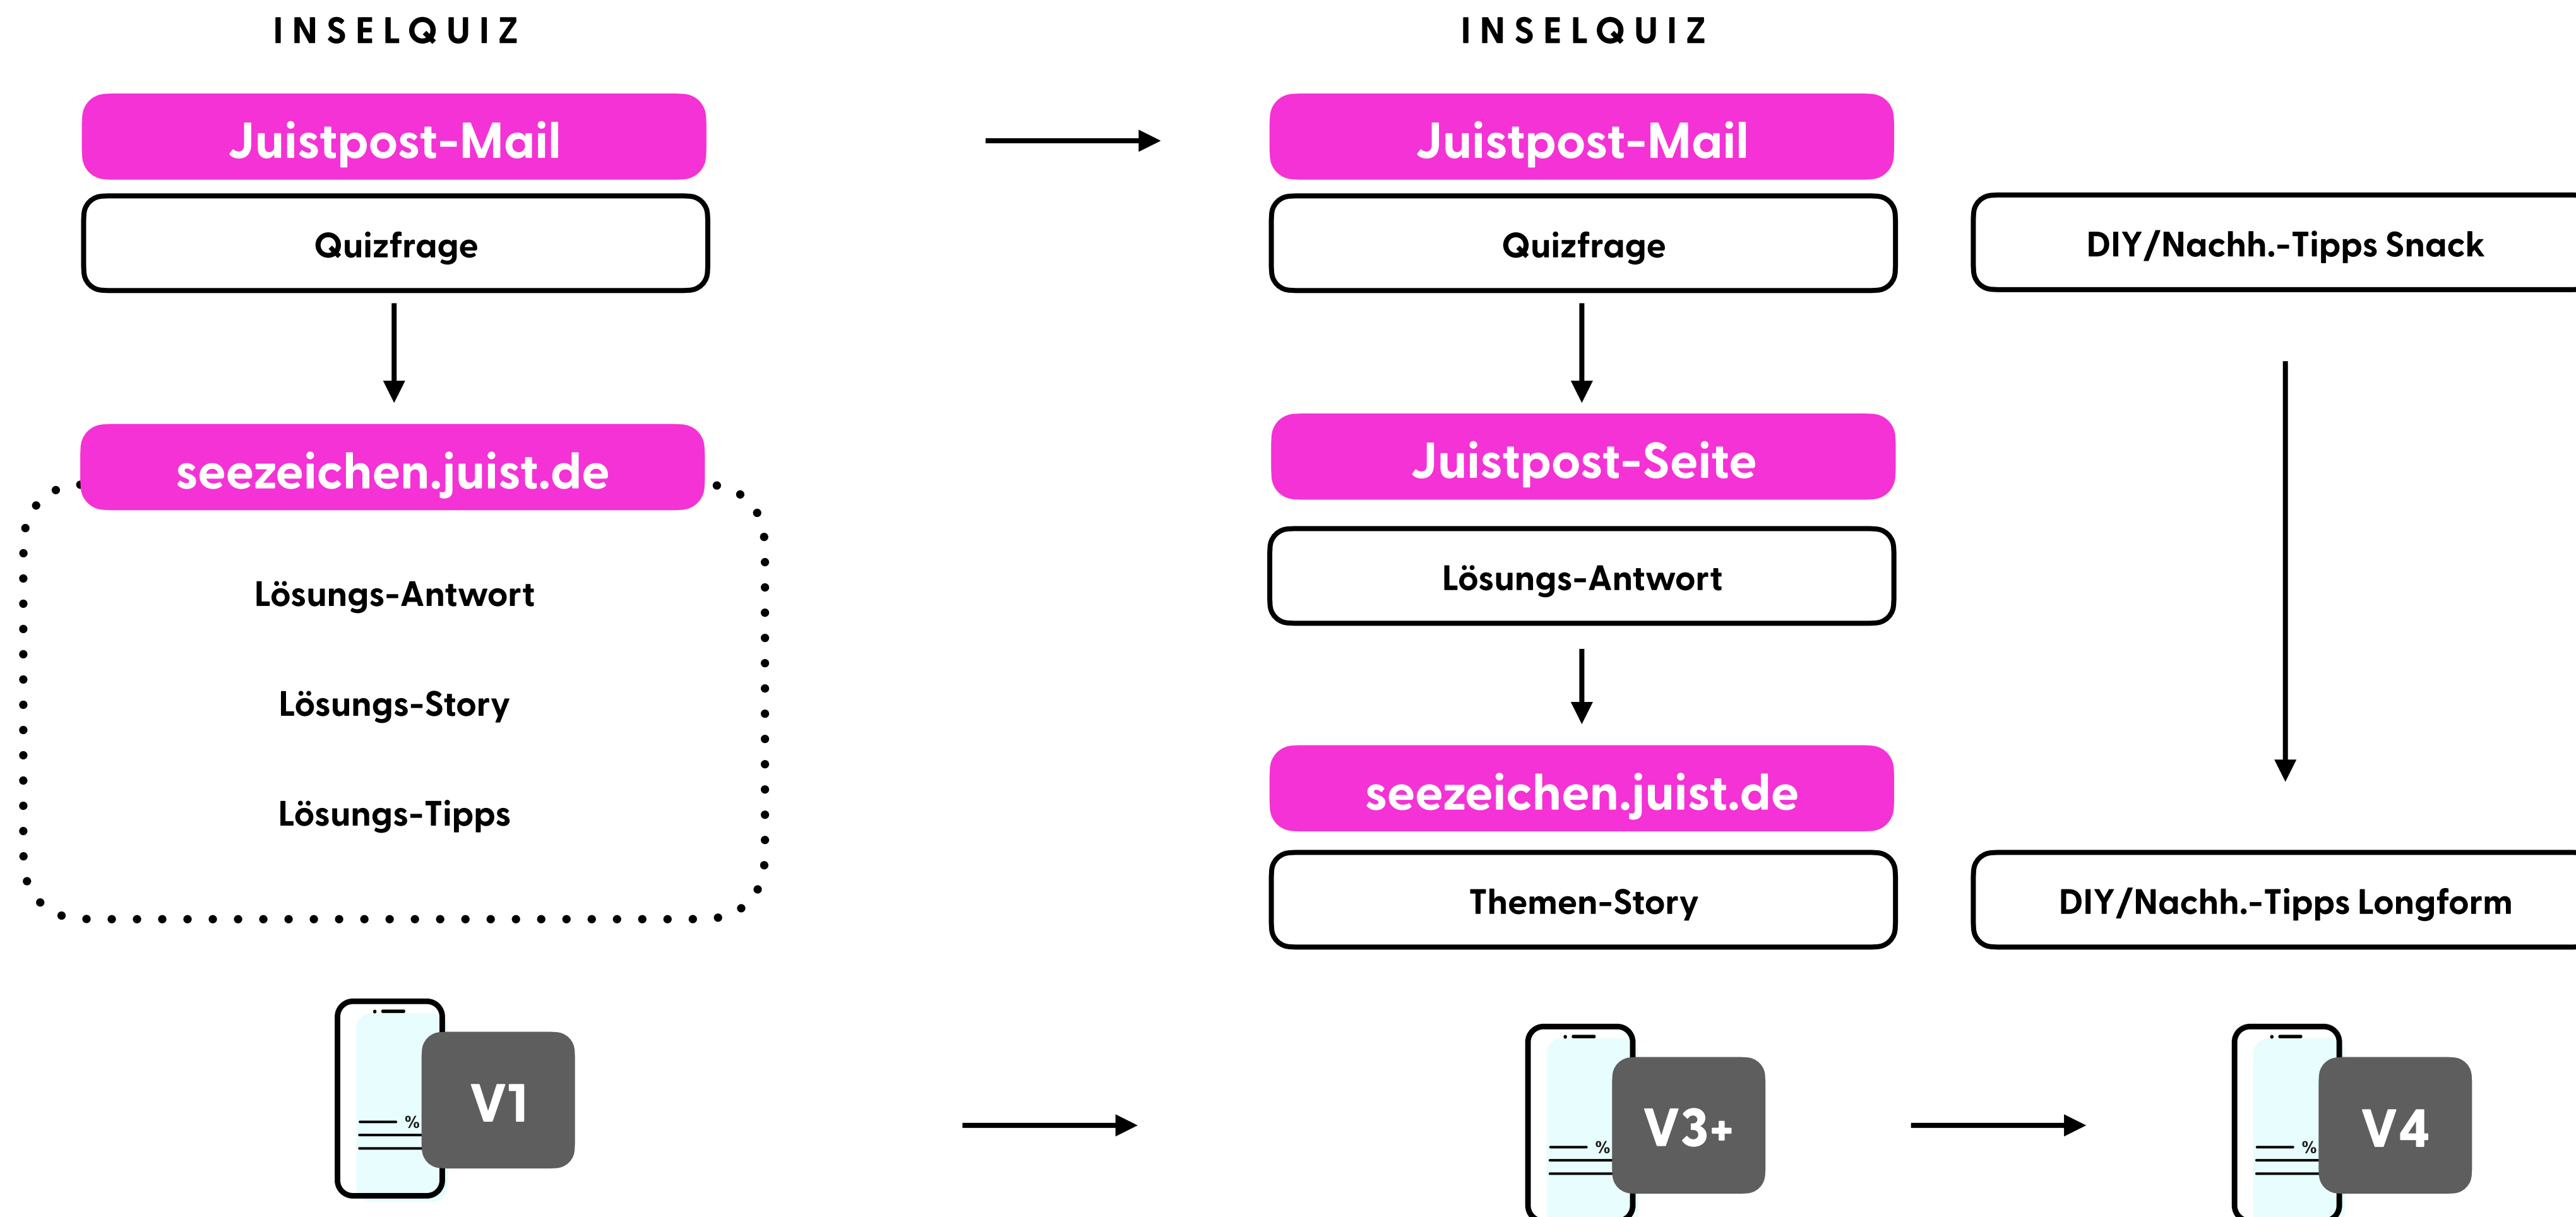 INSELQUIZ
Juistpost-Mail
Quizfrage
seezeichen.juist.de
Lösungs-Antwort
Lösungs-Story
Lösungs-Tipps
%
V1
INSELQUIZ
Juistpost-Mail
Quizfrage
Juistpost-Seite
Lösungs-Antwort
seezeichen.juist.de
Themen-Story
%
V3+
DIY/Nachh.-Tipps Snack
DIY/Nachh.-Tipps Longform
%
V4